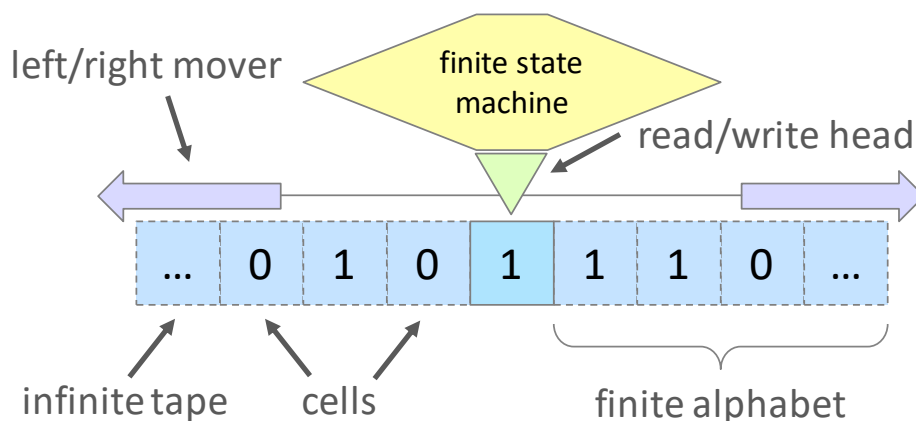 left/right mover
finite state
machine
read/write head
... 0 1 0 1 1 1 0 ...
infinite tape
cells
finite alphabet